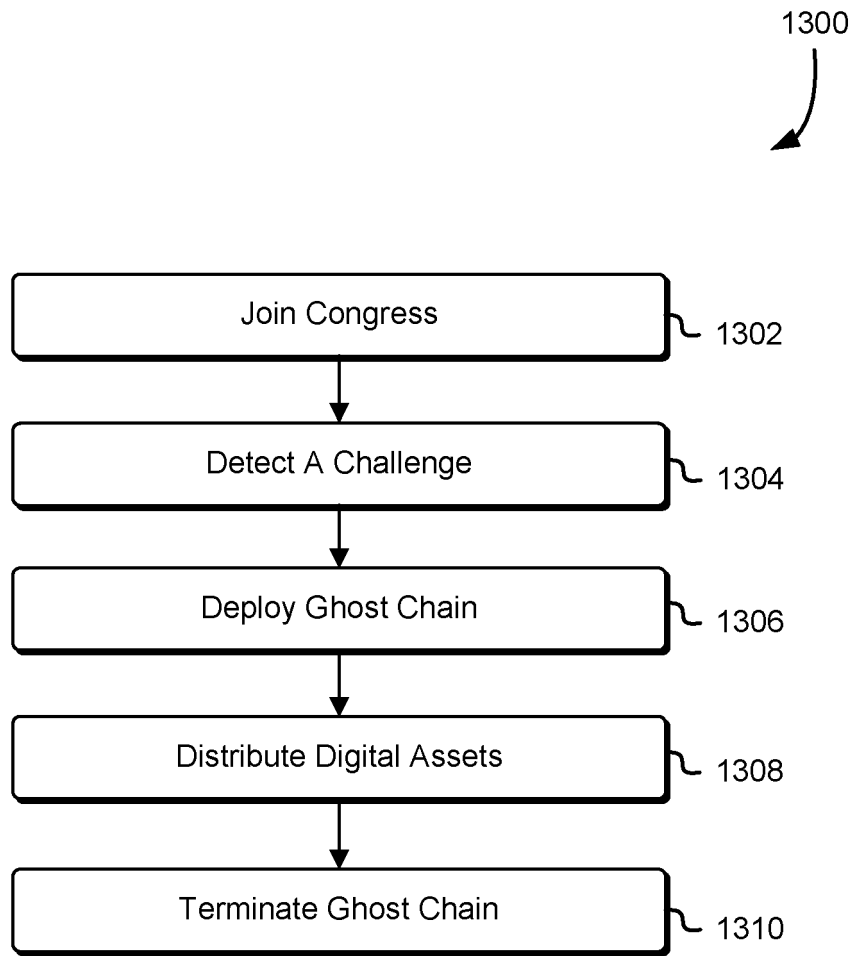 1300
Join Congress
1302
Detect A Challenge
1304
Deploy Ghost Chain
1306
Distribute Digital Assets
1308
Terminate Ghost Chain
1310